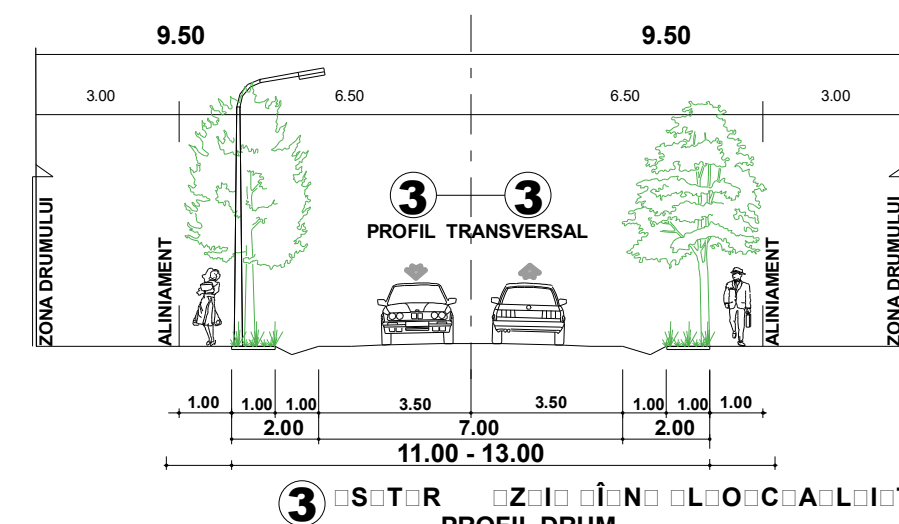 9.50 9.50
3.00 6.50 6.50 3.00
3 3
PROFIL TRANSVERSAL
ZONA DRUMULUI
ALINIAMENT
ALINIAMENT
ZONA DRUMULUI
1.00 1.00 1.00 3.50 3.50 1.00 1.00 1.00
2.00 7.00 2.00
11.00 - 13.00
3 □S□T□R □Z□I□ □Î□N□ □L□O□C□A□L□I□T
PROFIL DRUM